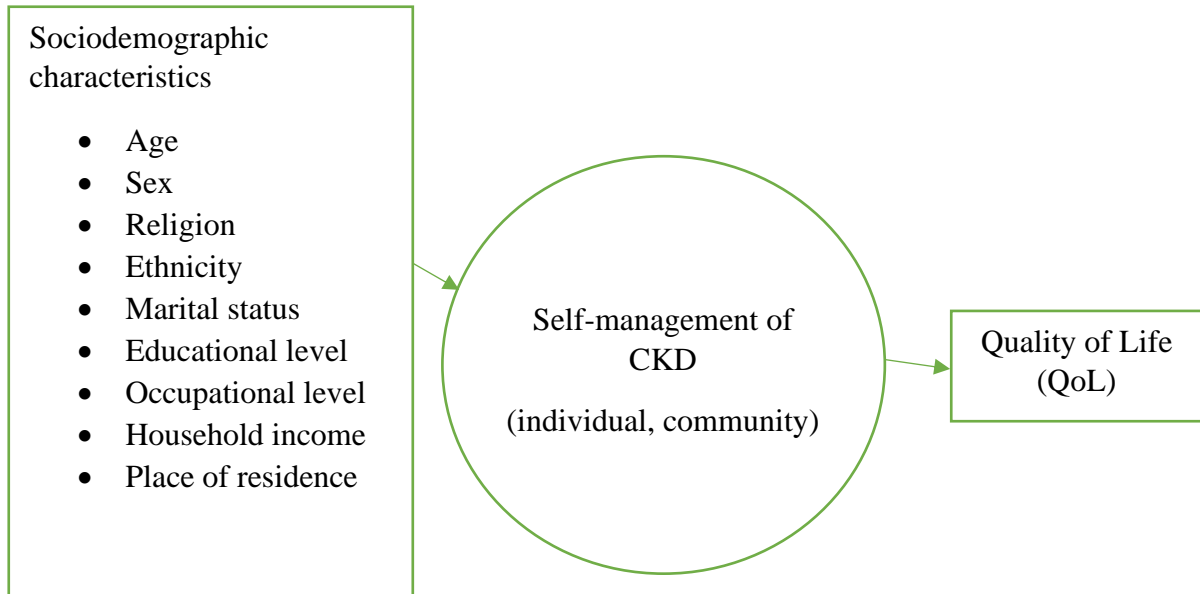 Sociodemographic
characteristics
• Age
• Sex
• Religion
• Ethnicity
• Marital status
• Educational level
• Occupational level
• Household income
• Place of residence
Self-management of
CKD
(individual, community)
Quality of Life
(QoL)